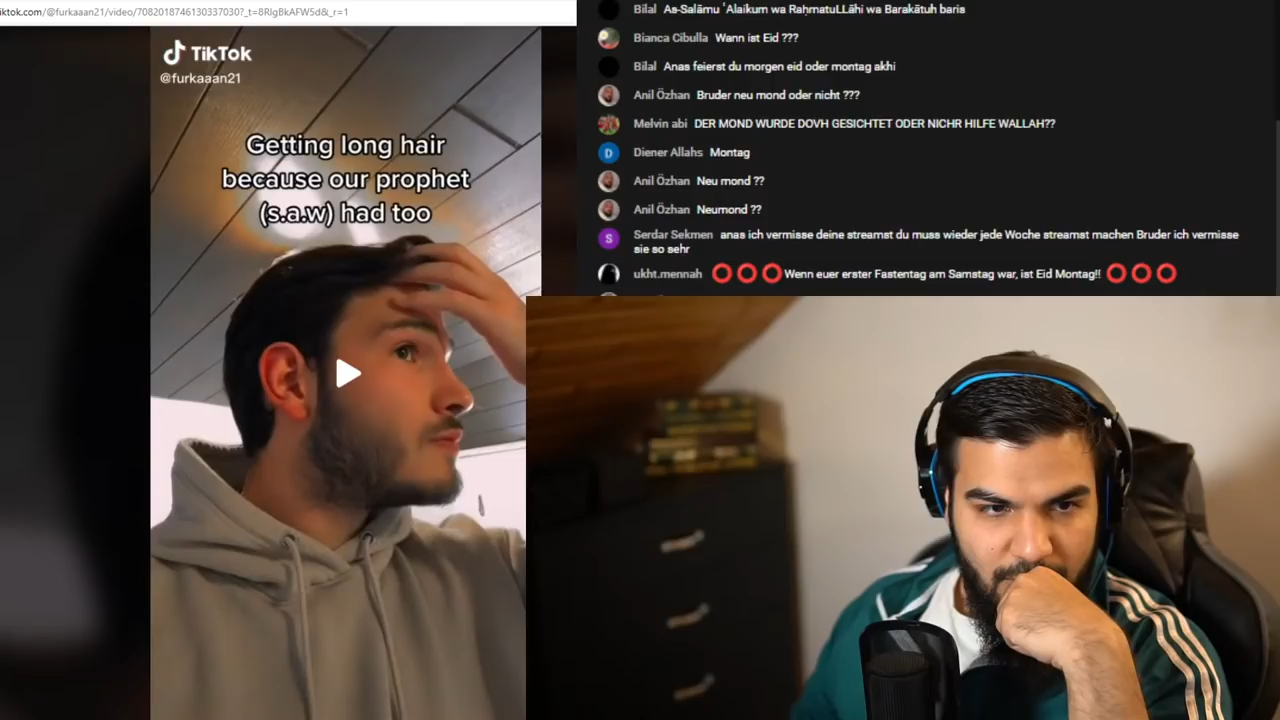 iktok.com/@furkaaan21/video/7082018746130337030?_t=8RlgBkAFW5d&_r=1
TikTok
@furkaaan21
Getting long hair
because our prophet
(s.a.w) had too
Bilal As-Salāmu ʿAlaikum wa RaḥmatuLLāhi wa Barakātuh baris
Bianca Cibulla Wann ist Eid ???
Bilal Anas feierst du morgen eid oder montag akhi
Anil Özhan Bruder neu mond oder nicht ???
Melvin abi DER MOND WURDE DOVH GESICHTET ODER NICHR HILFE WALLAH??
D
Diener Allahs Montag
Anil Özhan Neu mond ??
Anil Özhan Neumond ??
S
Serdar Sekmen anas ich vermisse deine streamst du muss wieder jede Woche streamst machen Bruder ich vermisse
sie so sehr
ukht.mennah ⭕⭕⭕Wenn euer erster Fastentag am Samstag war, ist Eid Montag!! ⭕⭕⭕